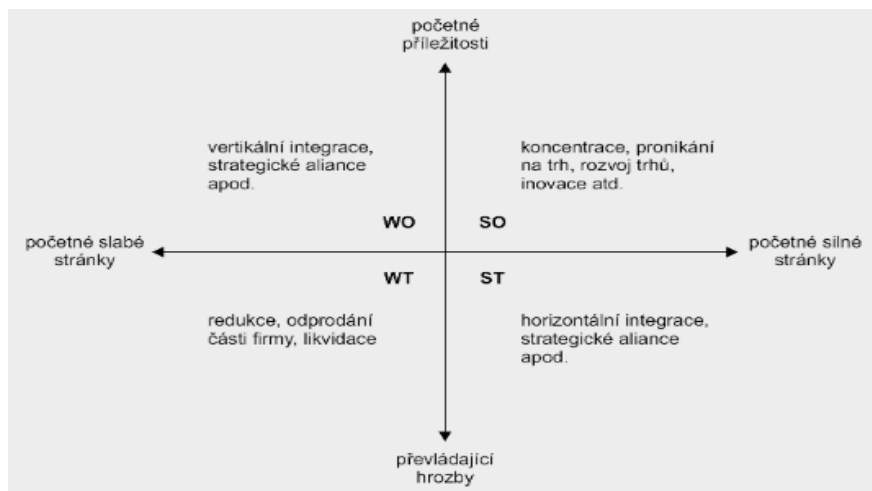 početné
příležitosti
vertikální integrace,
strategické aliance
apod.
koncentrace, pronikání
na trh, rozvoj trhů,
inovace atd.
WO
SO
početné slabé
stránky
početné silné
stránky
WT
ST
redukce, odprodání
části firmy, likvidace
horizontální integrace,
strategické aliance
apod.
převládající
hrozby